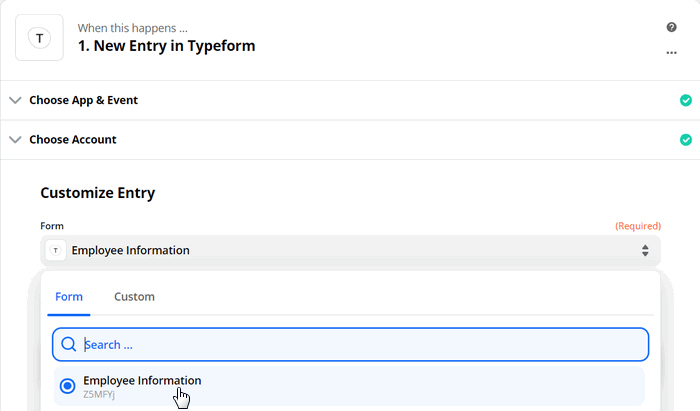 When this happens ...
T
1. New Entry in Typeform
?
...
Choose App & Event
Choose Account
Customize Entry
Form
(Required)
T
Employee Information
Form
Custom
Search ...
Employee Information
Z5MFYj